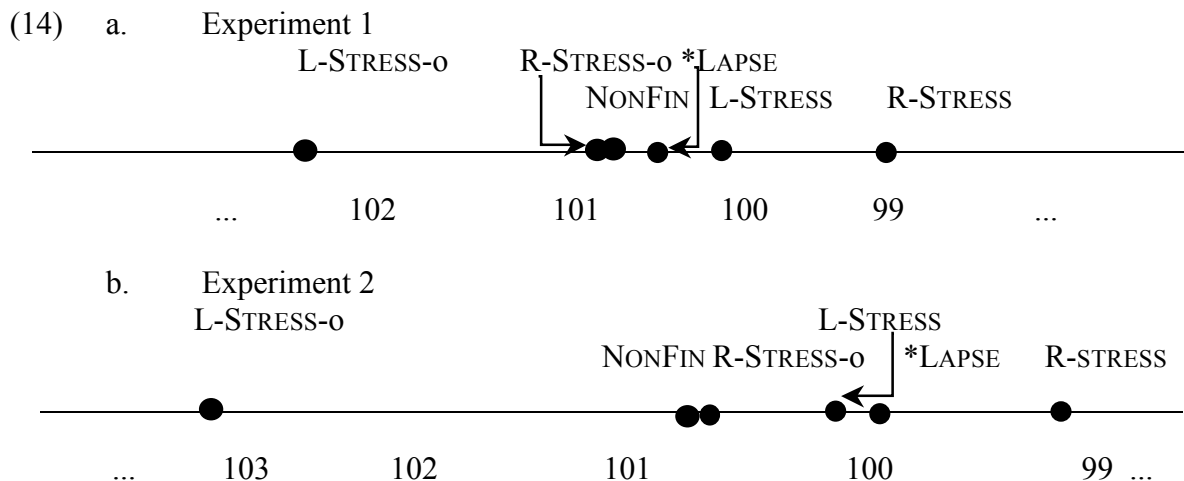 (14) a. Experiment 1
L-STRESS-o R-STRESS-o *LAPSE
NONFIN L-STRESS R-STRESS
... 102 101 100 99 ...
b. Experiment 2
L-STRESS-o L-STRESS
NONFIN R-STRESS-o *LAPSE R-STRESS
... 103 102 101 100 99 ...